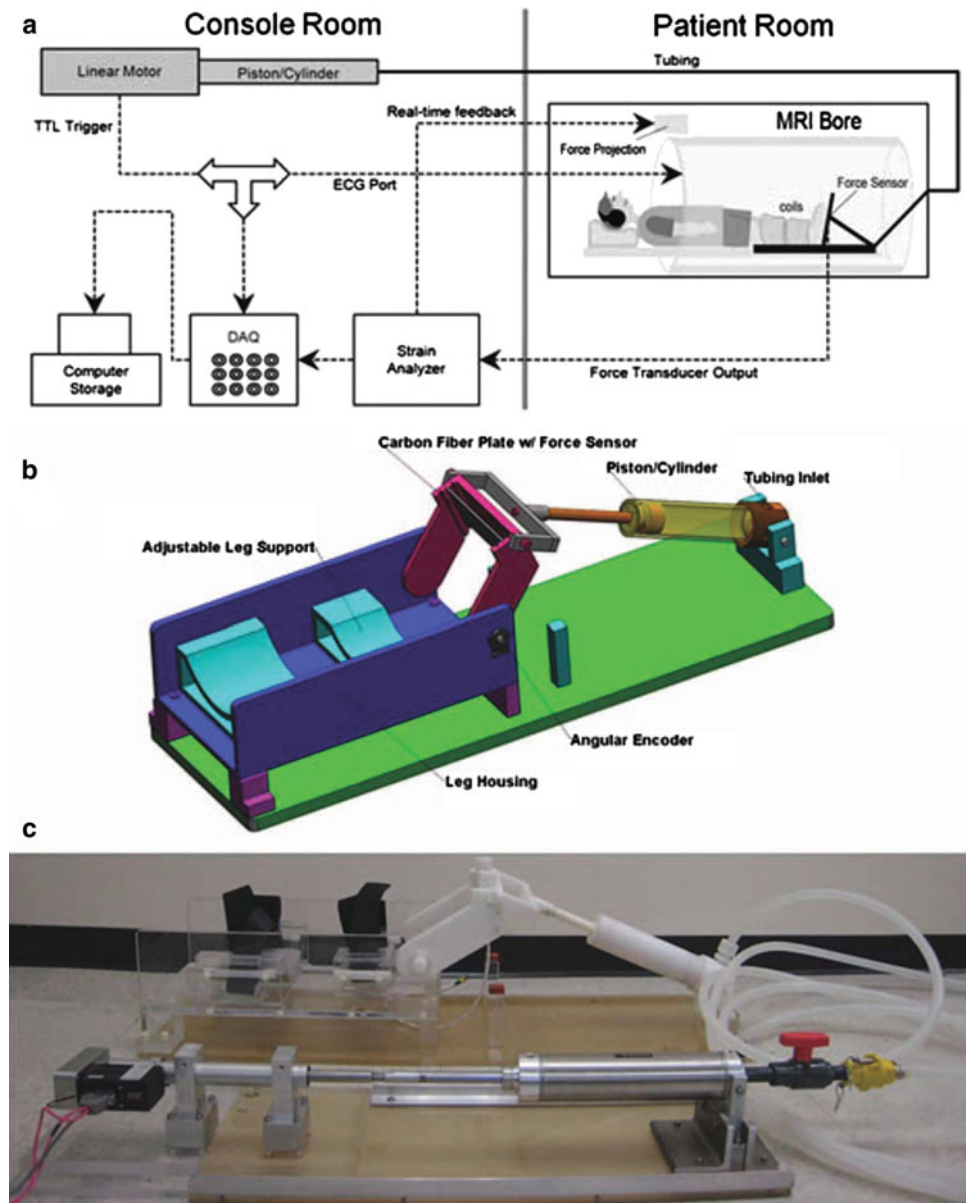 a
Console Room
Patient Room
Linear Motor
Piston/Cylinder
Tubing
TTL Trigger
Real-time feedback
MRI Bore
Force Projection
ECG Port
Force Sensor
coils
DAQ
Strain
Analyzer
Computer
Storage
Force Transducer Output
b
Carbon Fiber Plate w/ Force Sensor
Piston/Cylinder
Tubing Inlet
Adjustable Leg Support
Angular Encoder
Leg Housing
c